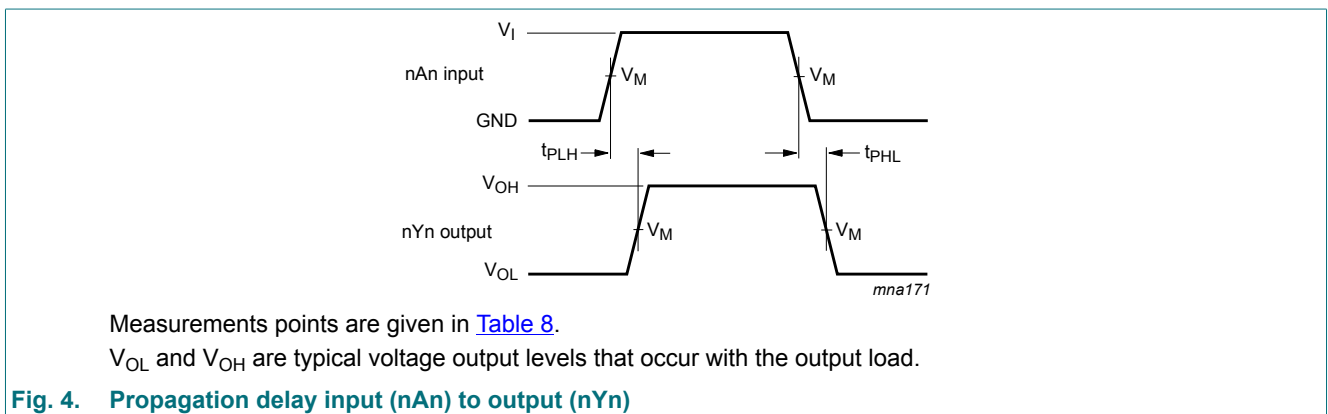 VI
nAn input
VM
VM
GND
tPLH
tPHL
VOH
nYn output
VM
VM
VOL
mna171
Measurements points are given in Table 8.
VOL and VOH are typical voltage output levels that occur with the output load.
Fig. 4. Propagation delay input (nAn) to output (nYn)